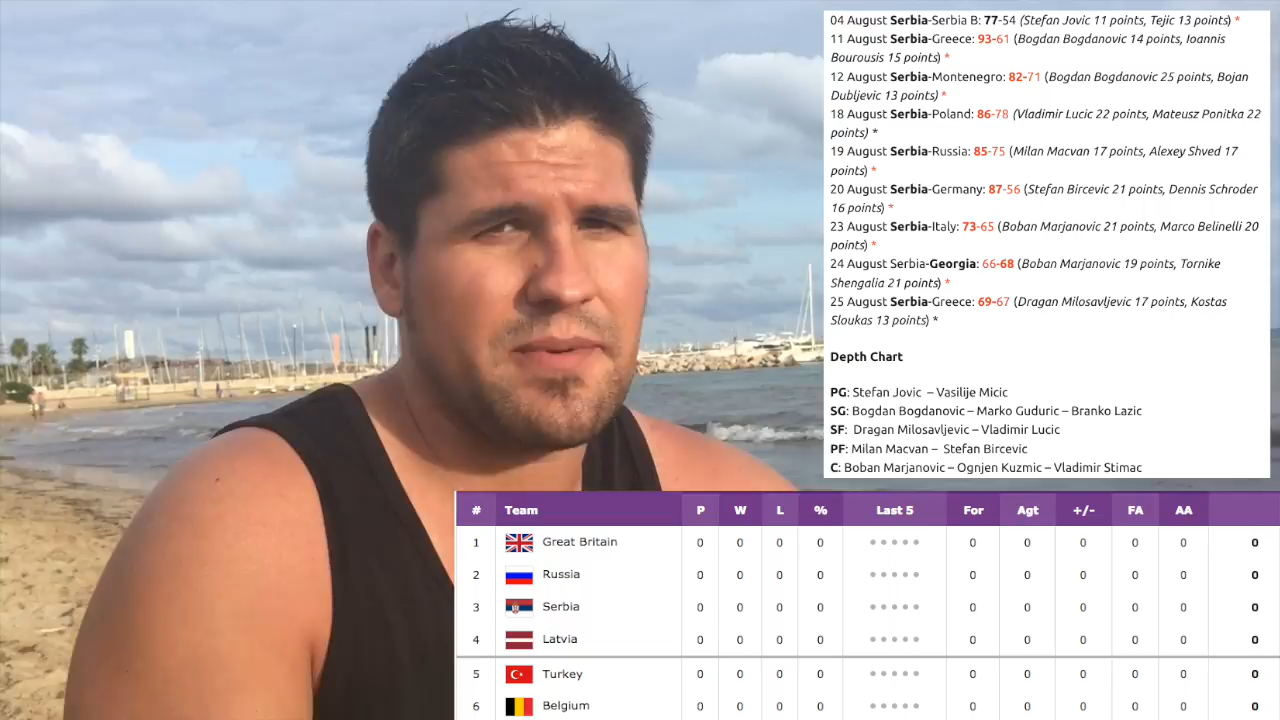 04 August Serbia-Serbia B: 77-54 (Stefan Jovic 11 points, Tejic 13 points) *
11 August Serbia-Greece: 93-61 (Bogdan Bogdanovic 14 points, Ioannis
Bourousis 15 points) *
12 August Serbia-Montenegro: 82-71 (Bogdan Bogdanovic 25 points, Bojan
Dubljevic 13 points) *
18 August Serbia-Poland: 86-78 (Vladimir Lucic 22 points, Mateusz Ponitka 22
points) *
19 August Serbia-Russia: 85-75 (Milan Macvan 17 points, Alexey Shved 17
points) *
20 August Serbia-Germany: 87-56 (Stefan Bircevic 21 points, Dennis Schroder
16 points) *
23 August Serbia-Italy: 73-65 (Boban Marjanovic 21 points, Marco Belinelli 20
points) *
24 August Serbia-Georgia: 66-68 (Boban Marjanovic 19 points, Tornike
Shengalia 21 points) *
25 August Serbia-Greece: 69-67 (Dragan Milosavljevic 17 points, Kostas
Sloukas 13 points) *
Depth Chart
PG: Stefan Jovic – Vasilije Micic
SG: Bogdan Bogdanovic – Marko Guduric – Branko Lazic
SF: Dragan Milosavljevic – Vladimir Lucic
PF: Milan Macvan – Stefan Bircevic
C: Boban Marjanovic – Ognjen Kuzmic – Vladimir Stimac
# Team P W L % Last 5 For Agt +/- FA AA
1 Great Britain 0 0 0 0 0 0 0 0 0 0
2 Russia 0 0 0 0 0 0 0 0 0 0
3 Serbia 0 0 0 0 0 0 0 0 0 0
4 Latvia 0 0 0 0 0 0 0 0 0 0
5 Turkey 0 0 0 0 0 0 0 0 0 0
6 Belgium 0 0 0 0 0 0 0 0 0 0